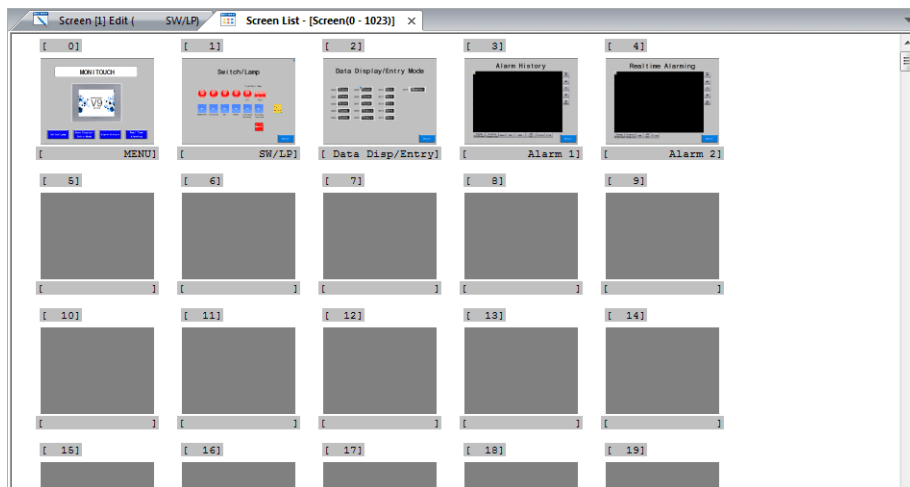 Screen [1] Edit ( SW/LP)
Screen List - [Screen(0 - 1023)] ×
[ 0] [ 1] [ 2] [ 3] [ 4]
MONITOUCH
V9
Switch/Lamp
Data Display/Entry Mode
Alarm History
Realtime Alarming
[ MENU] [ SW/LP] [ Data Disp/Entry] [ Alarm 1] [ Alarm 2]
[ 5] [ 6] [ 7] [ 8] [ 9]
[ ] [ ] [ ] [ ] [ ]
[ 10] [ 11] [ 12] [ 13] [ 14]
[ ] [ ] [ ] [ ] [ ]
[ 15] [ 16] [ 17] [ 18] [ 19]